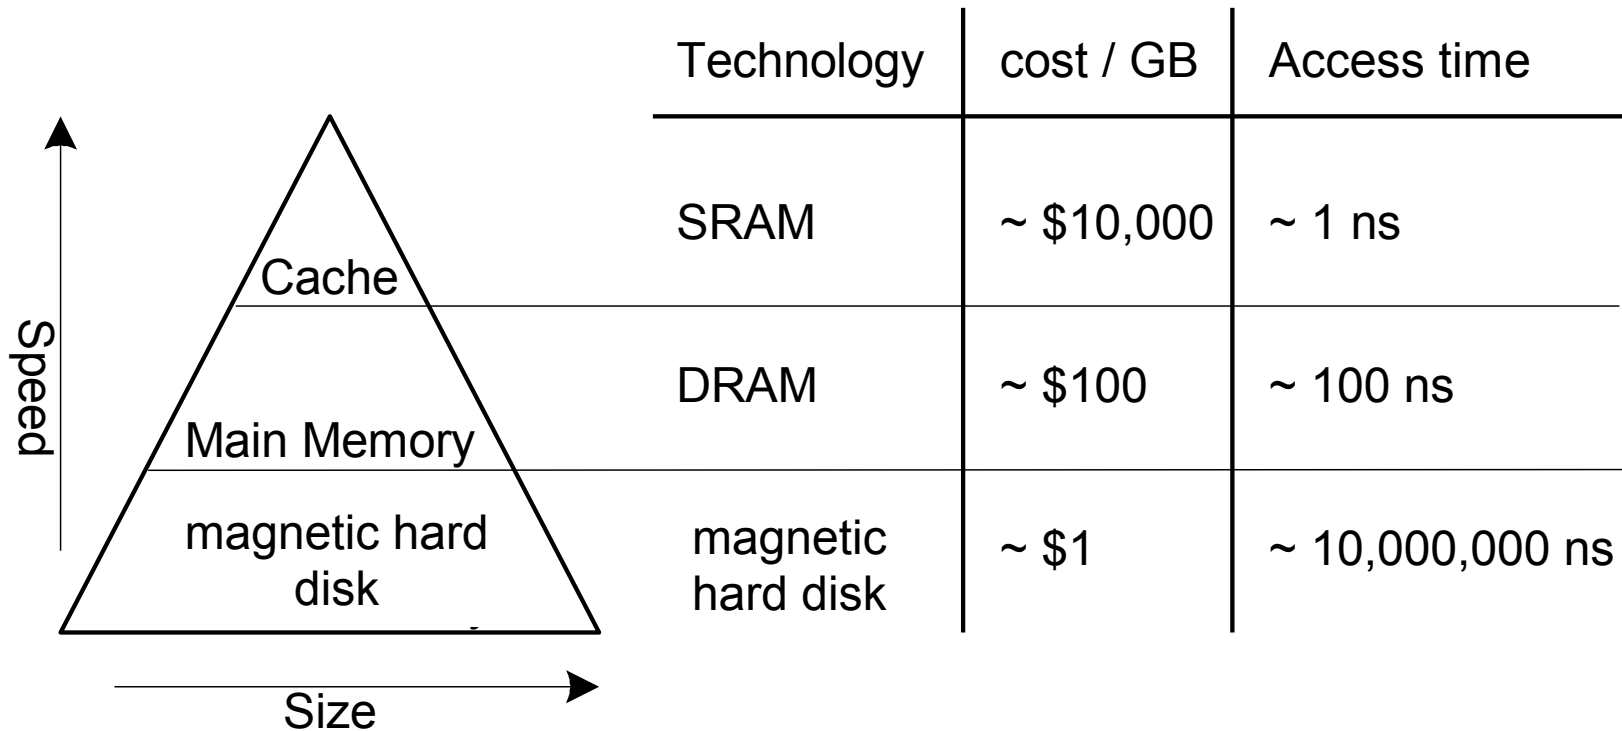 Technology cost / GB Access time
SRAM ~ $10,000 ~ 1 ns
Cache
Speed
DRAM ~ $100 ~ 100 ns
Main Memory
magnetic hard
disk
magnetic
hard disk
~ $1 ~ 10,000,000 ns
Size